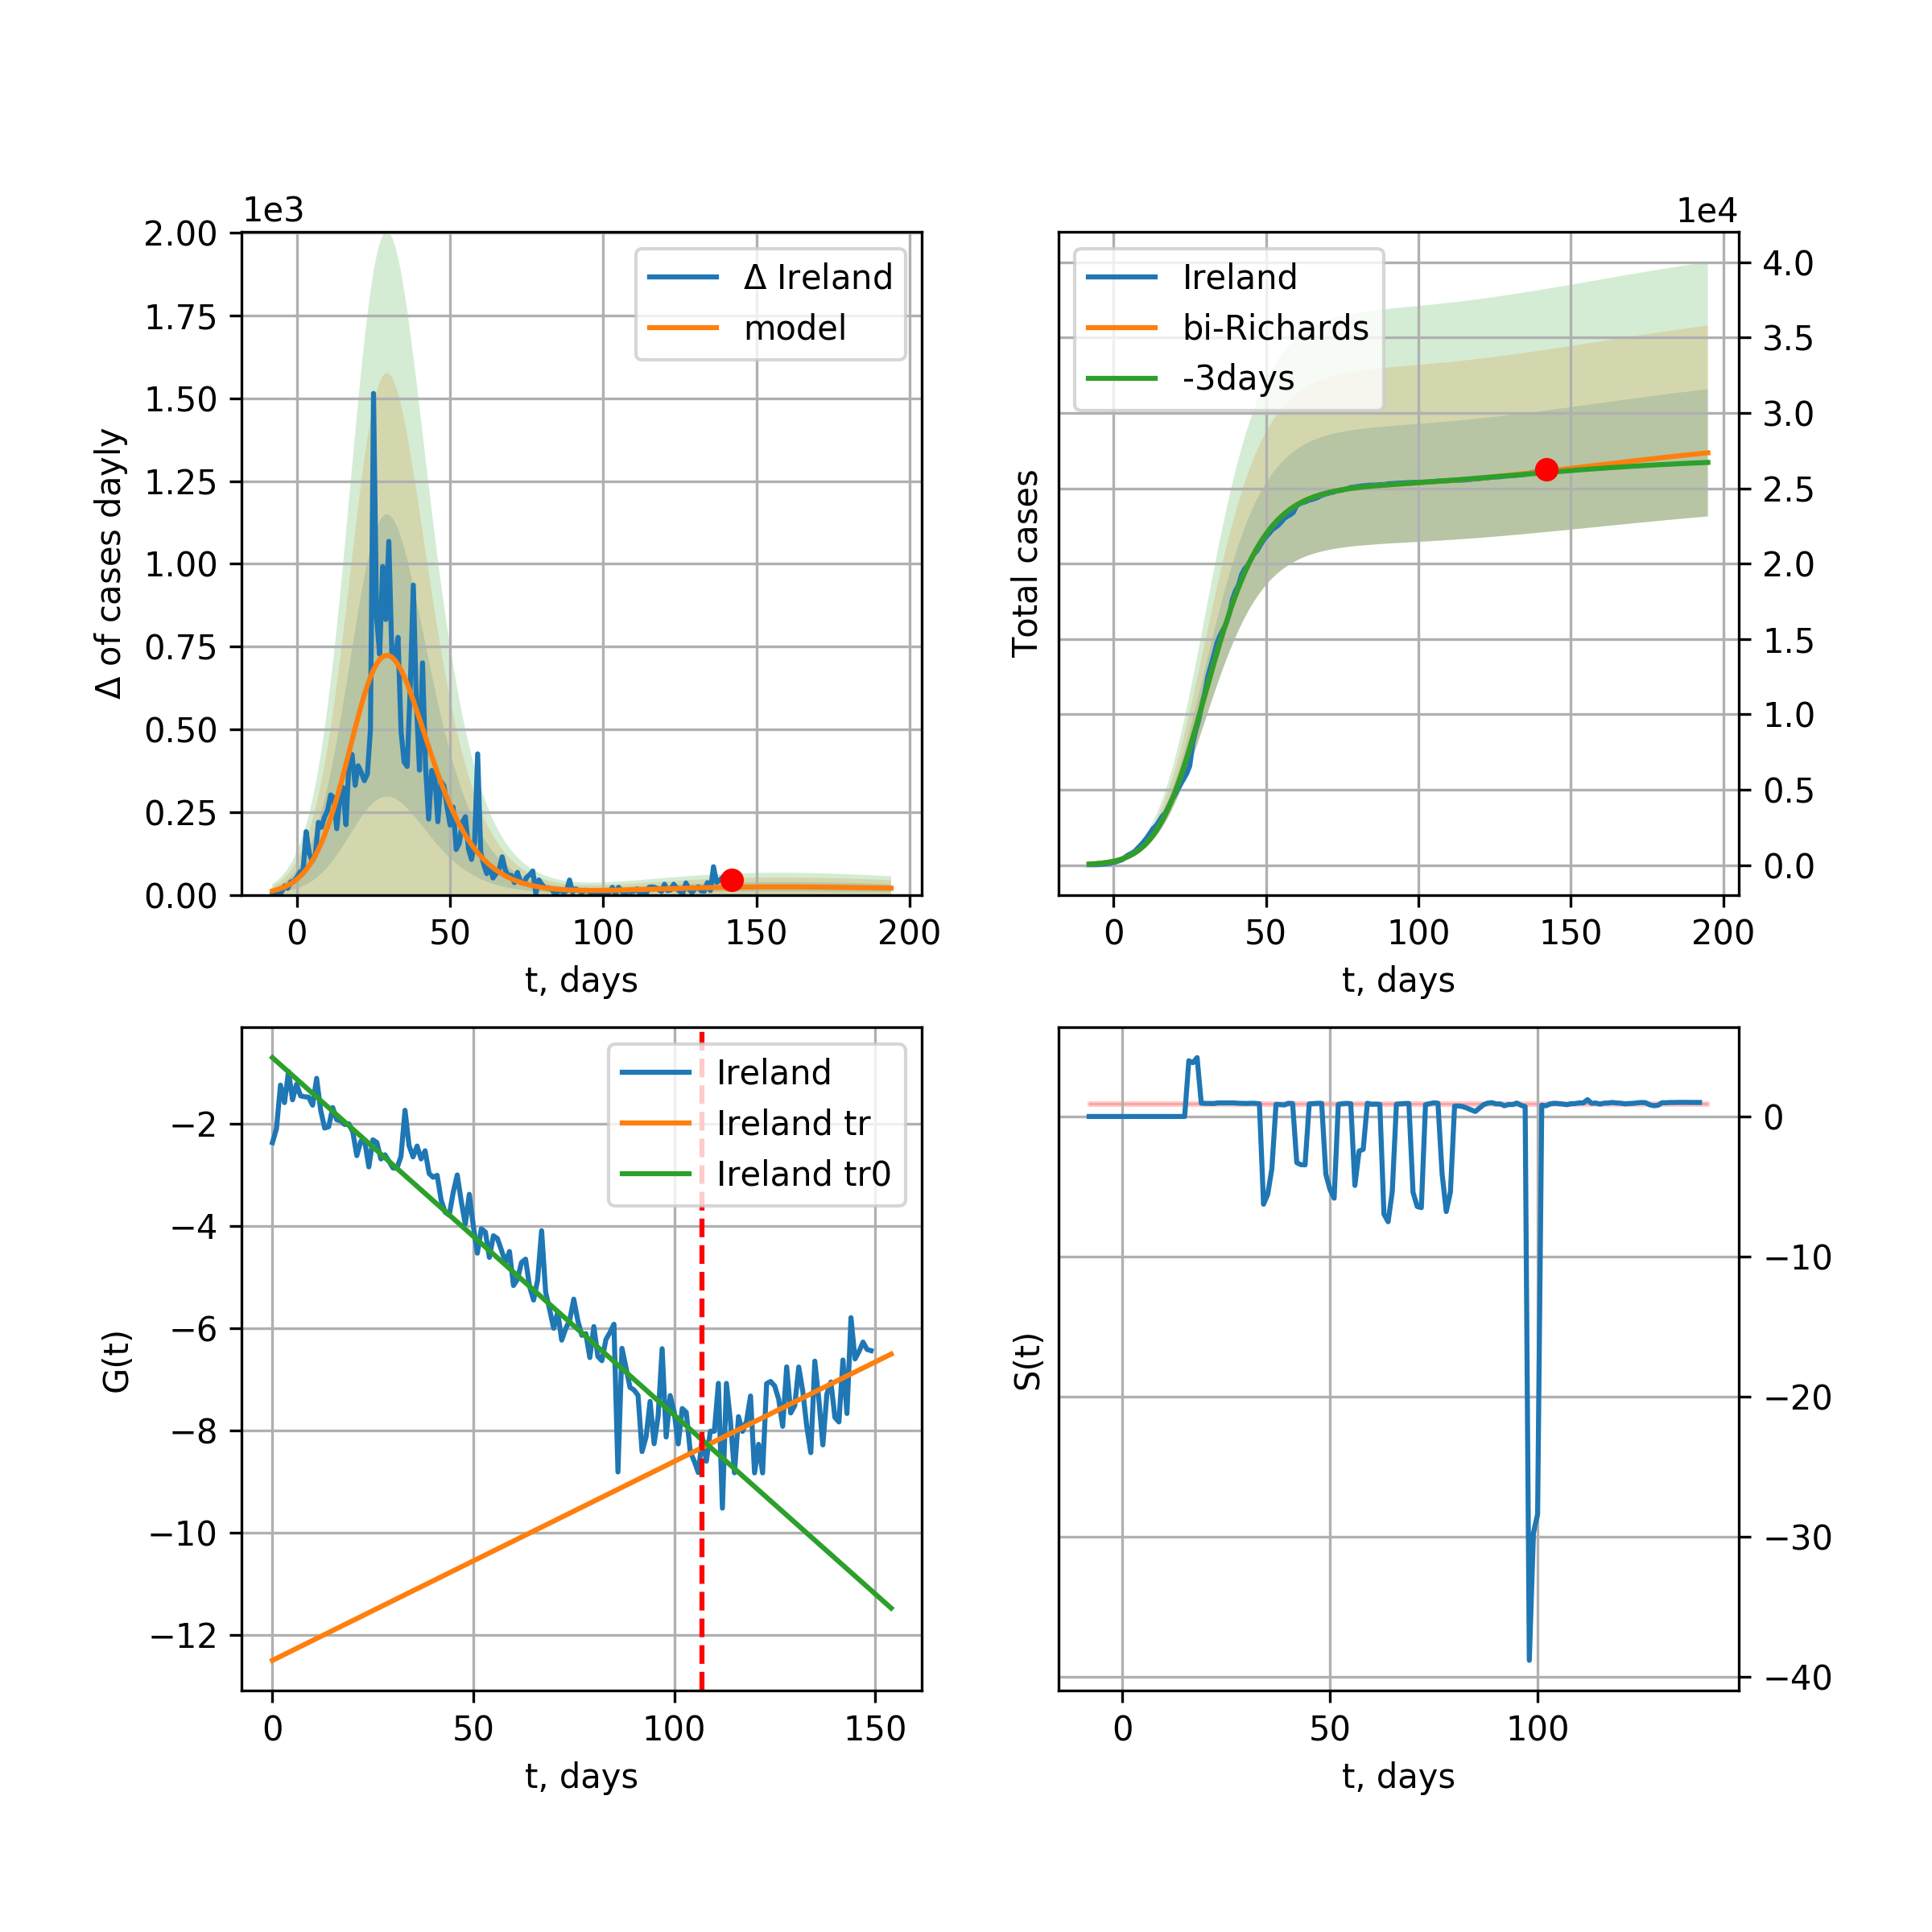 1e3
2.00
1.75
1.50
1.25
1.00
0.75
0.50
0.25
0.00
Δ of cases dayly
Δ Ireland
model
0 50 100 150 200
t, days
1e4
Ireland
bi-Richards
-3days
Total cases
4.0
3.5
3.0
2.5
2.0
1.5
1.0
0.5
0.0
0 50 100 150 200
t, days
Ireland
Ireland tr
Ireland tr0
G(t)
−2
−4
−6
−8
−10
−12
0 50 100 150
t, days
S(t)
0
−10
−20
−30
−40
0 50 100
t, days